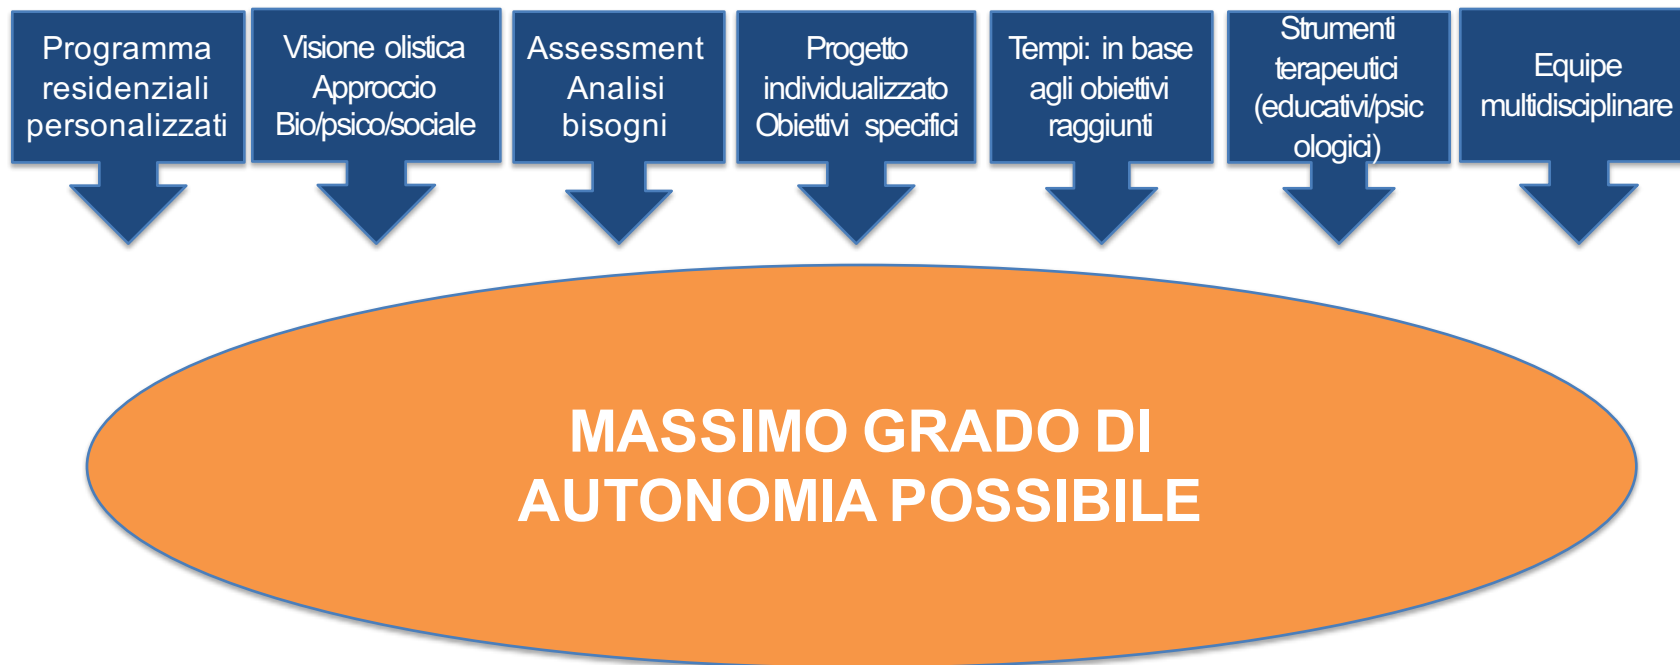 Programma
residenziali
personalizzati
Visione olistica
Approccio
Bio/psico/sociale
Assessment
Analisi
bisogni
Progetto
individualizzato
Obiettivi specifici
Tempi: in base
agli obiettivi
raggiunti
Strumenti
terapeutici
(educativi/psic
ologici)
Equipe
multidisciplinare
MASSIMO GRADO DI
AUTONOMIA POSSIBILE